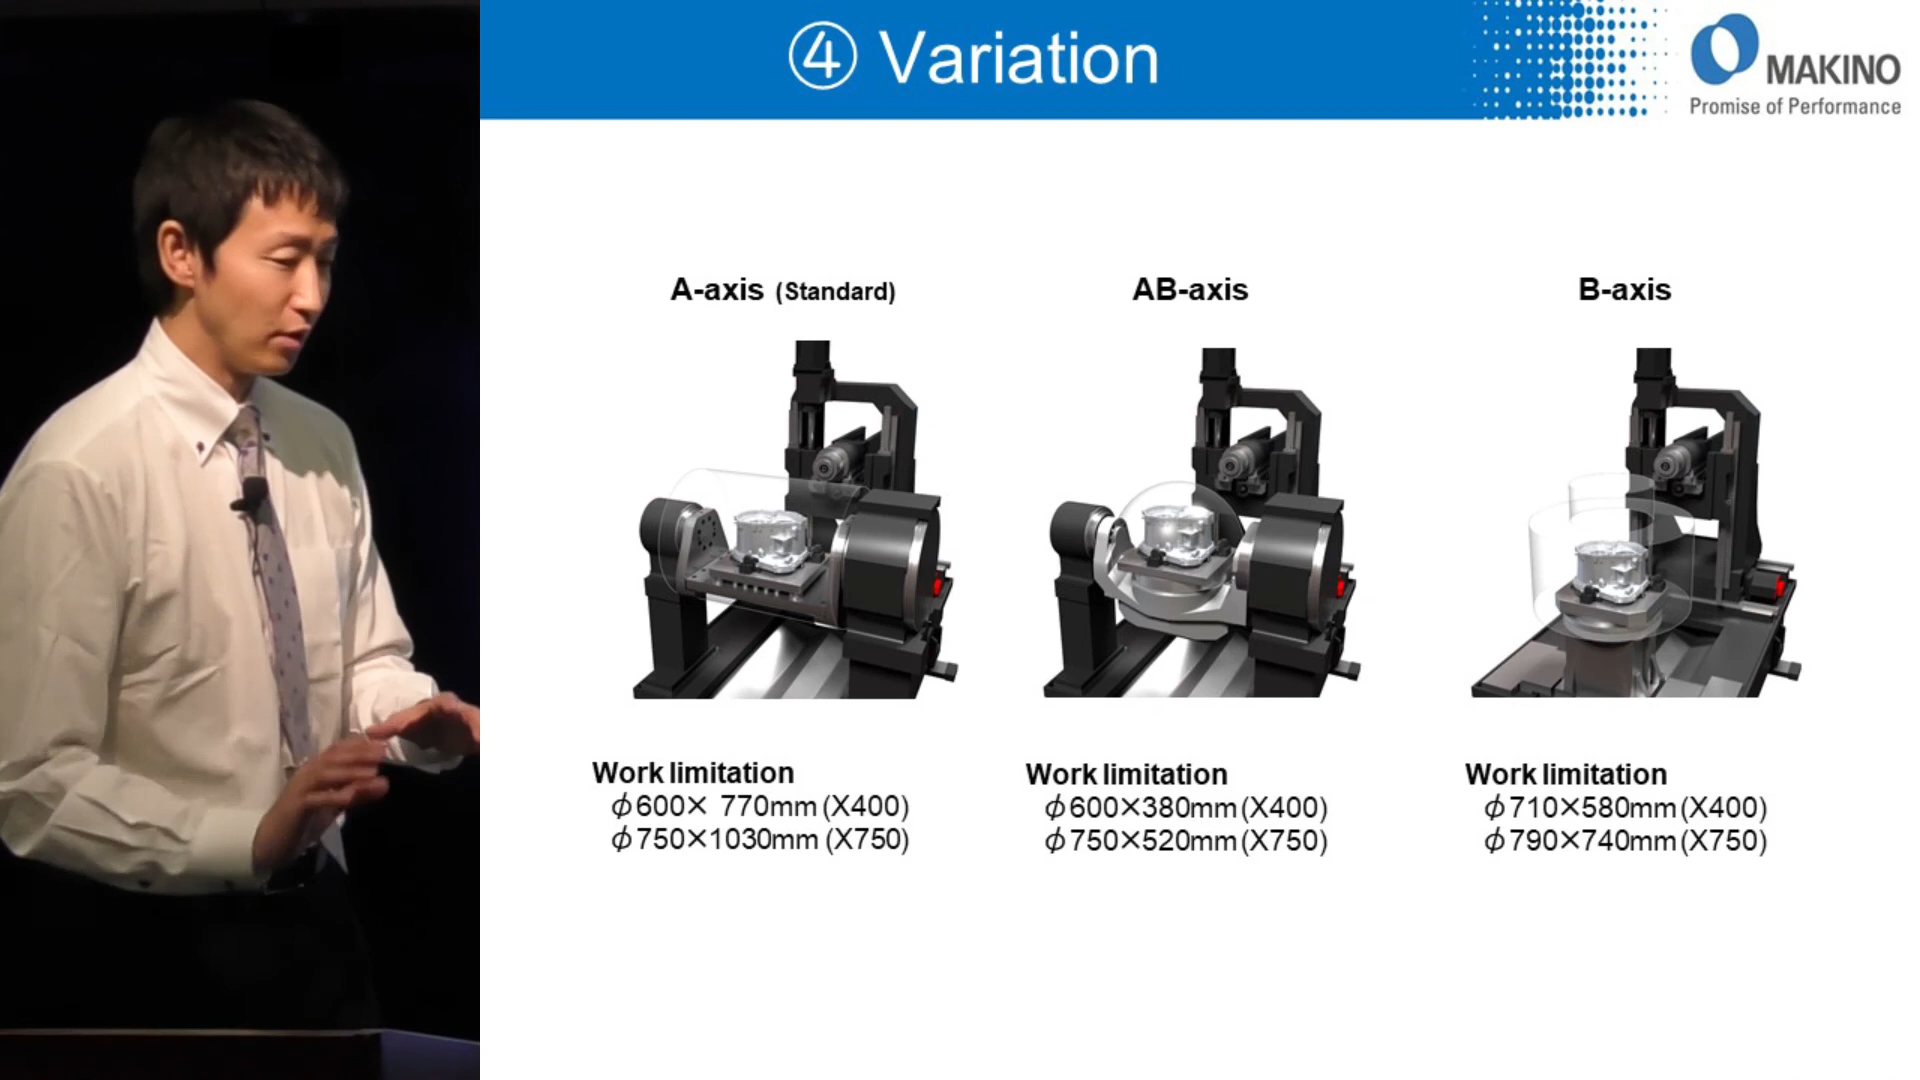 ④ Variation
MAKINO
Promise of Performance
A-axis (Standard)
AB-axis
B-axis
Work limitation
φ600× 770mm (X400)
φ750×1030mm (X750)
Work limitation
φ600×380mm (X400)
φ750×520mm (X750)
Work limitation
φ710×580mm (X400)
φ790×740mm (X750)